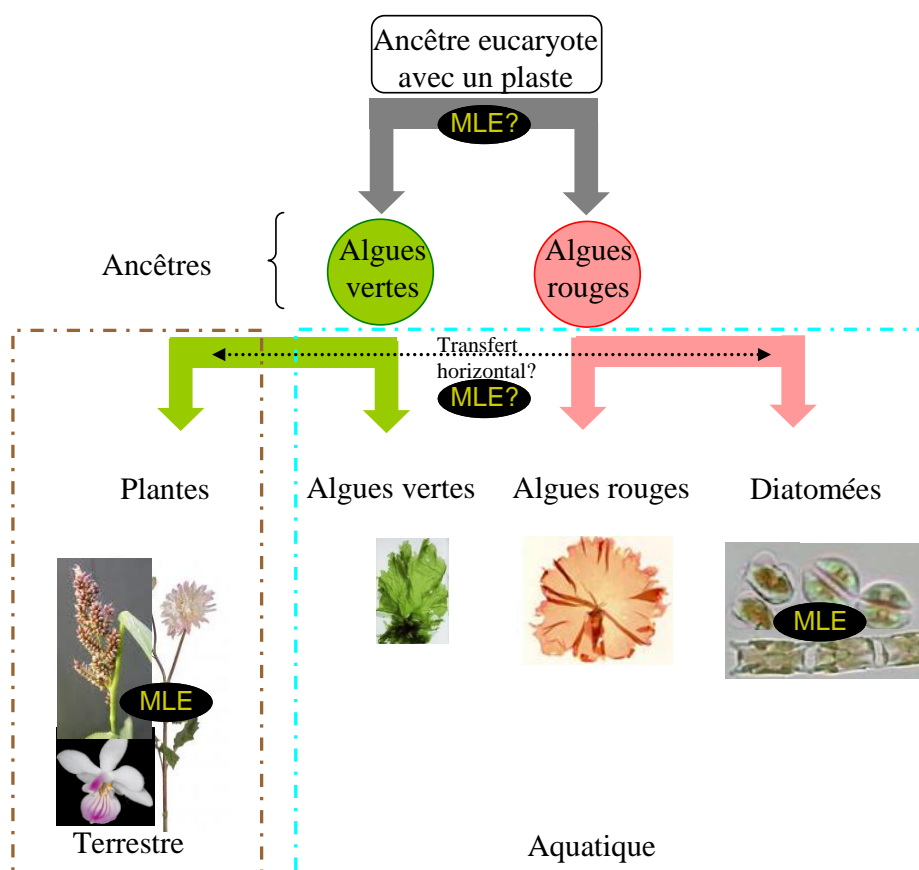 Ancêtre eucaryote
avec un plaste
MLE?
Ancêtres
Algues
vertes
Algues
rouges
Transfert
horizontal?
MLE?
Plantes
Algues vertes
Algues rouges
Diatomées
MLE
MLE
Terrestre
Aquatique